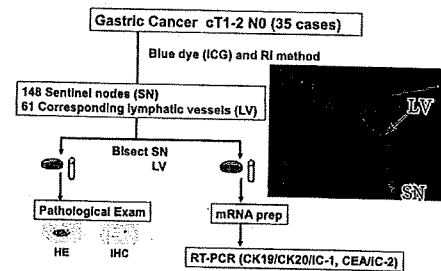 Gastric Cancer cT1-2 N0 (35 cases)
Blue dye (ICG) and RI method
148 Sentinel nodes (SN)
61 Corresponding lymphatic vessels (LV)
LV
Bisect SN
LV
SN
Pathological Exam
mRNA prep
HE IHC
RT-PCR (CK19/CK20/IC-1, CEA/IC-2)